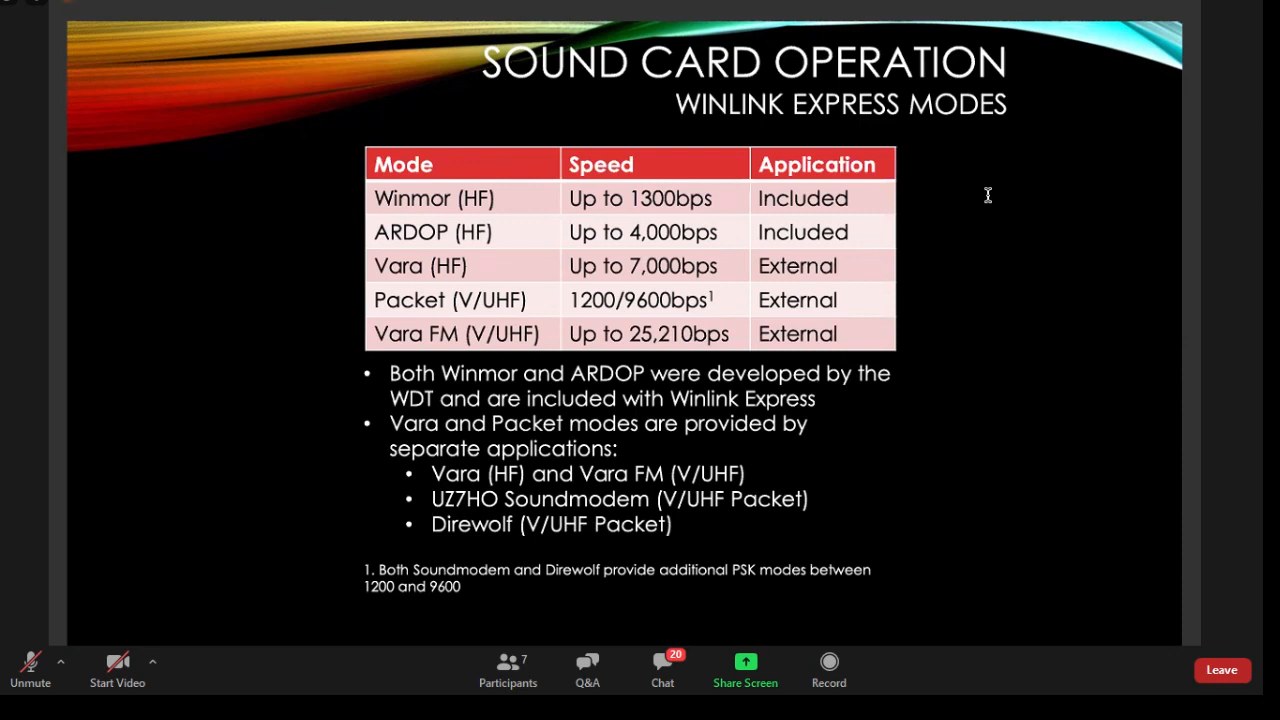 SOUND CARD OPERATION
WINLINK EXPRESS MODES
Mode Speed Application
Winmor (HF) Up to 1300bps Included
ARDOP (HF) Up to 4,000bps Included
Vara (HF) Up to 7,000bps External
Packet (V/UHF) 1200/9600bps¹ External
Vara FM (V/UHF) Up to 25,210bps External
• Both Winmor and ARDOP were developed by the
WDT and are included with Winlink Express
• Vara and Packet modes are provided by
separate applications:
• Vara (HF) and Vara FM (V/UHF)
• UZ7HO Soundmodem (V/UHF Packet)
• Direwolf (V/UHF Packet)
1. Both Soundmodem and Direwolf provide additional PSK modes between
1200 and 9600
7 20
Unmute Start Video Participants Q&A Chat Share Screen Record Leave